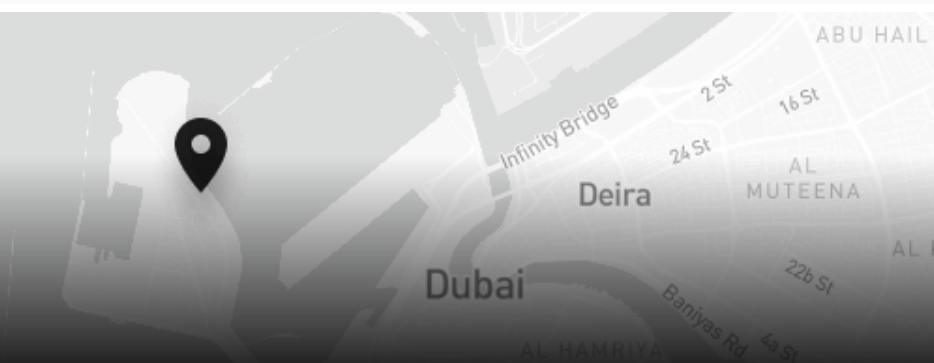 ABU HAIL
2 St
16 St
Infinity Bridge
24 St
AL
MUTEENA
Deira
AL
22b St
Dubai
Baniyas Rd
4a St
AL HAMRIYA